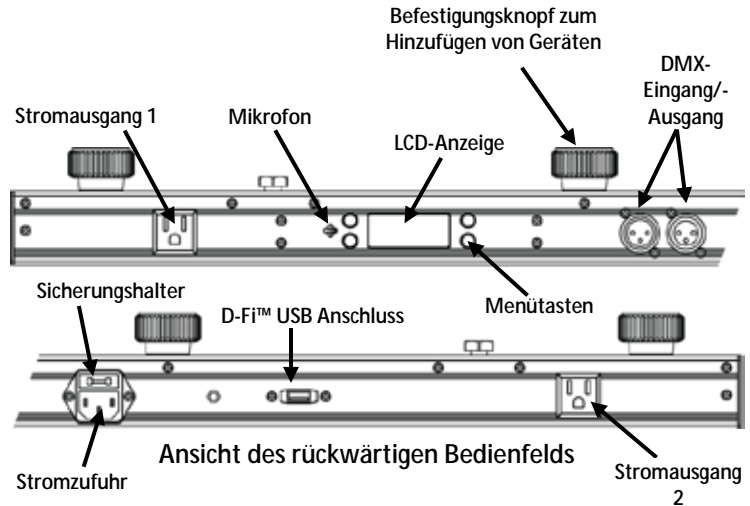 Befestigungsknopf zum
Hinzufügen von Geräten
DMX-
Eingang/-
Ausgang
Stromausgang 1
Mikrofon
LCD-Anzeige
Sicherungshalter
D-Fi™ USB Anschluss
Menütasten
Ansicht des rückwärtigen Bedienfelds
Stromzufuhr
Stromausgang
2